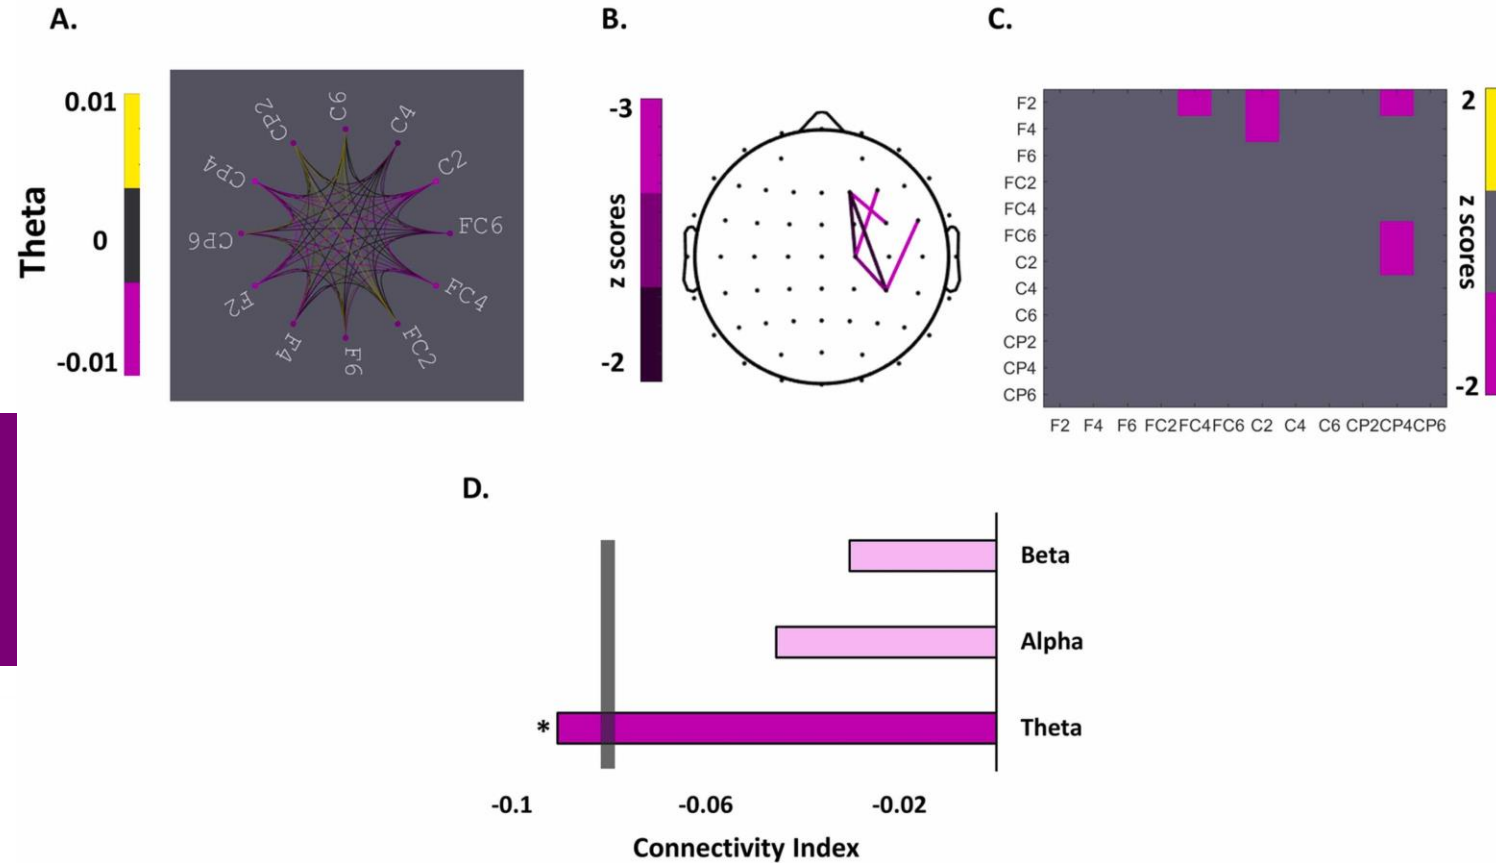 A.
0.01
0
-0.01
Theta
C6
C4
C2
FC6
FC4
FC2
F6
F4
F2
CP6
CP4
CP2
B.
-3
z scores
-2
C.
F2
F4
F6
FC2
FC4
FC6
C2
C4
C6
CP2
CP4
CP6
F2 F4 F6 FC2 FC4 FC6 C2 C4 C6 CP2 CP4 CP6
2
z scores
-2
D.
Beta
Alpha
* Theta
-0.1 -0.06 -0.02
Connectivity Index